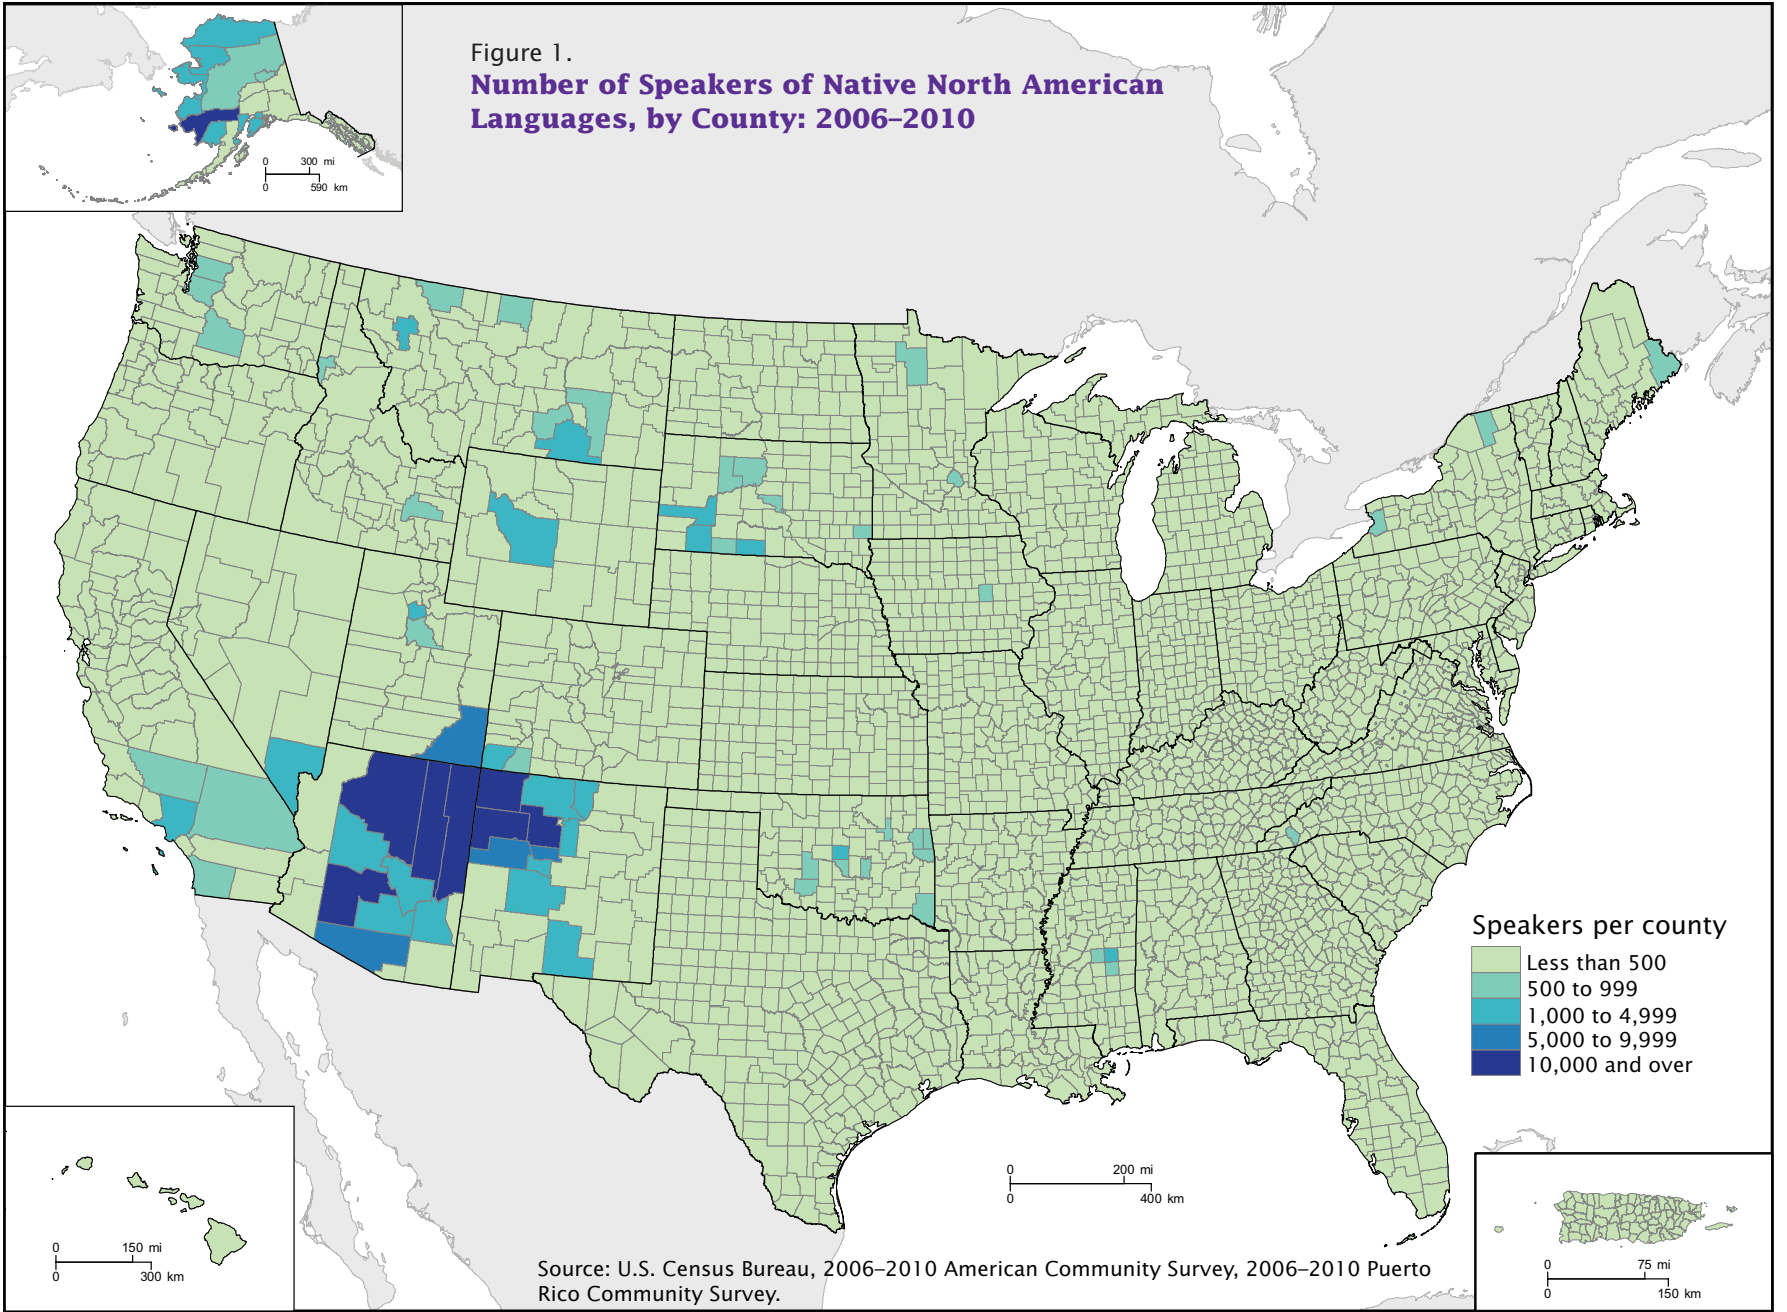 Figure 1.
Number of Speakers of Native North American
Languages, by County: 2006–2010
0 300 mi
0 590 km
Speakers per county
Less than 500
500 to 999
1,000 to 4,999
5,000 to 9,999
10,000 and over
0 200 mi
0 400 km
0 150 mi
0 300 km
0 75 mi
0 150 km
Source: U.S. Census Bureau, 2006–2010 American Community Survey, 2006–2010 Puerto
Rico Community Survey.